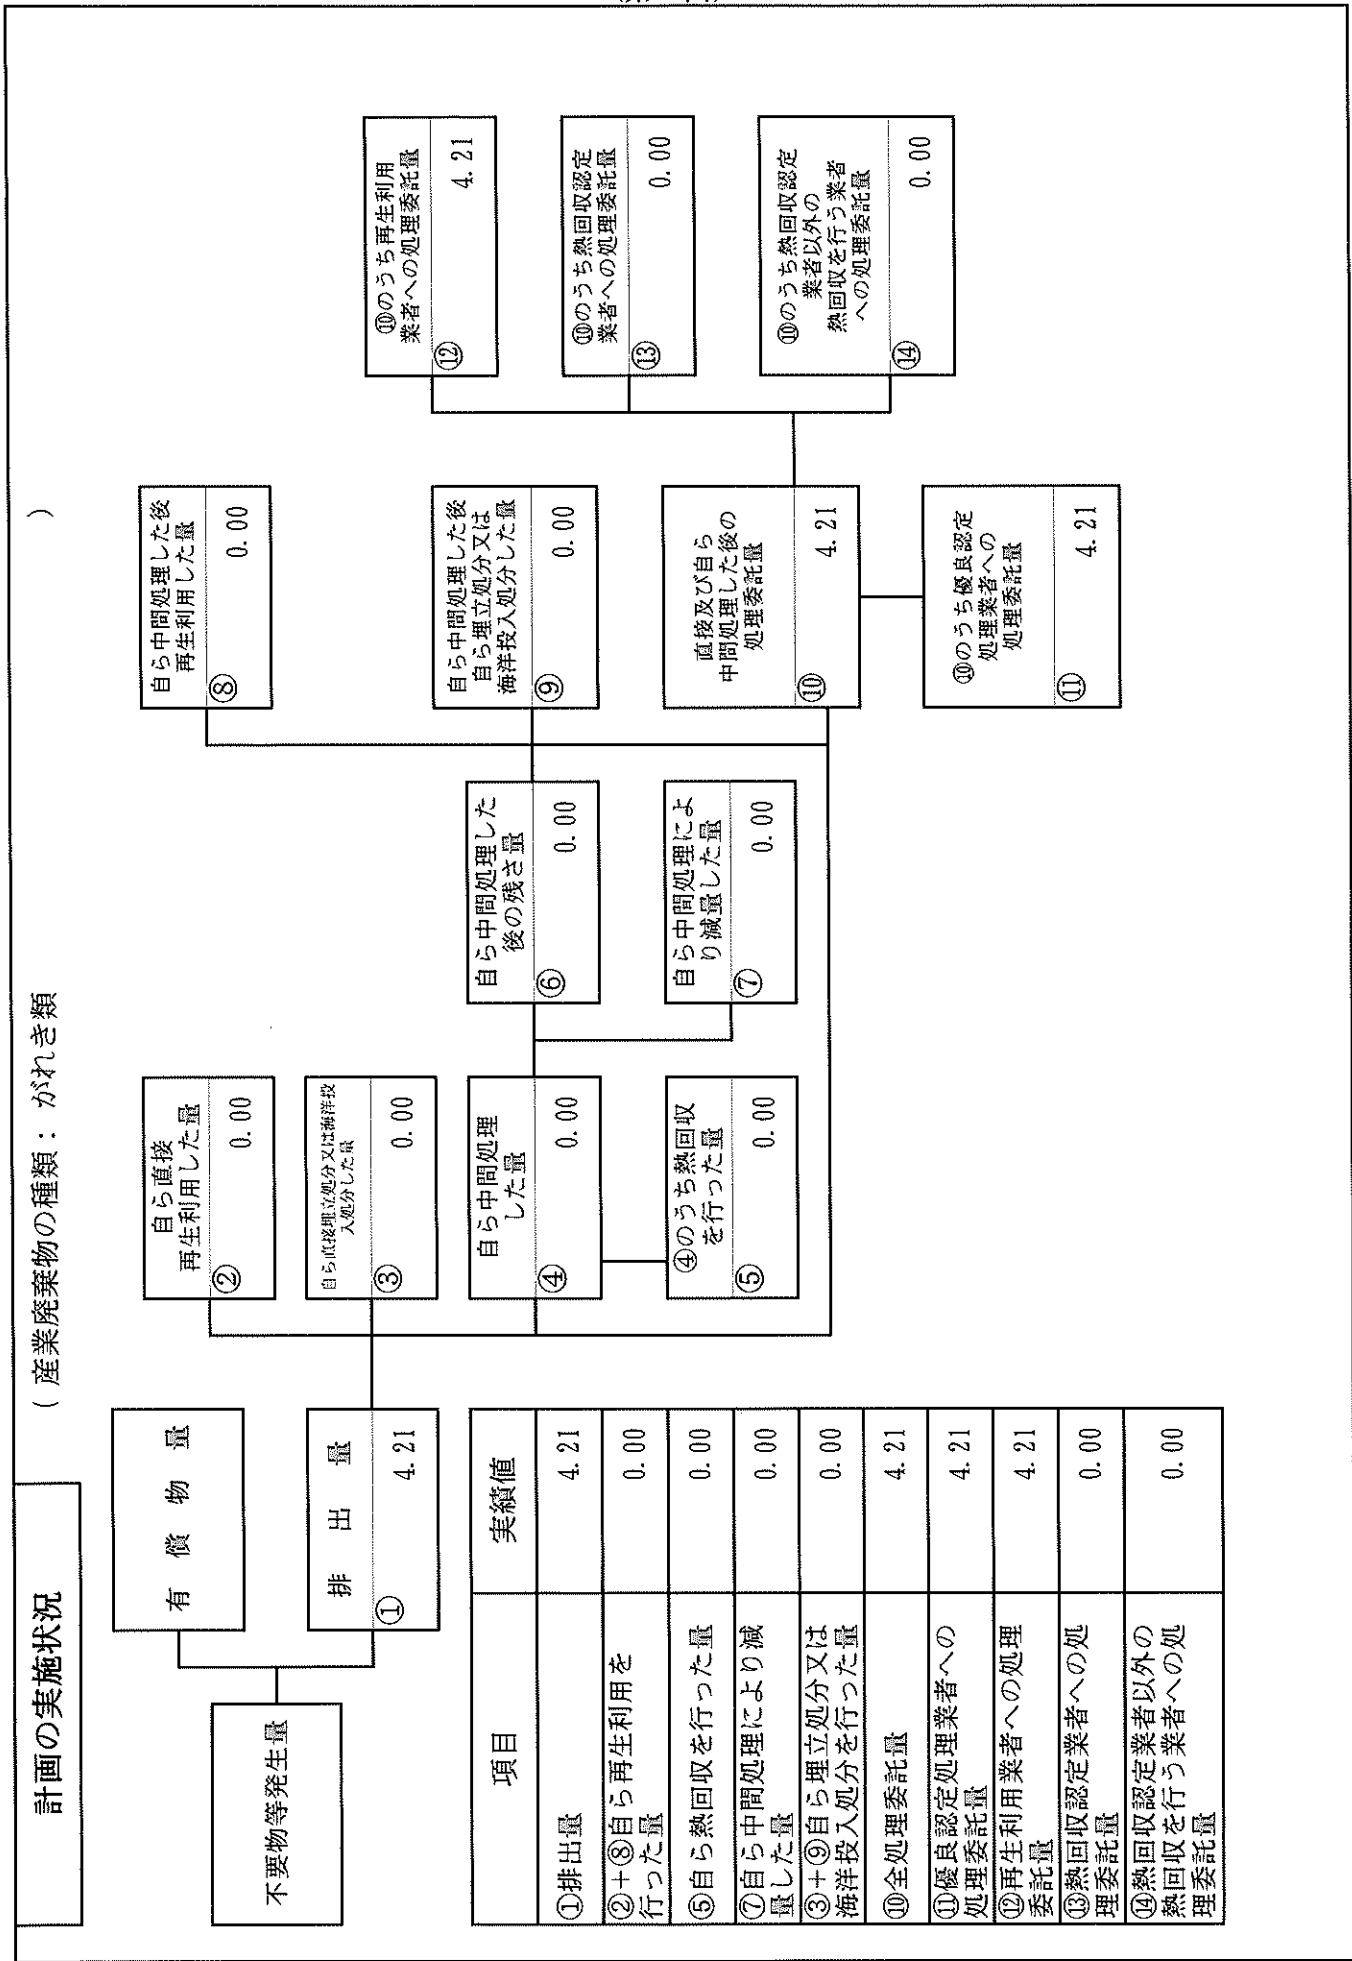 計画の実施状況
（ 産業廃棄物の種類： がれき類
）
不要物等発生量
有 償 物 量
排 出 量
① 4.21
自ら直接
再生利用した量
② 0.00
自ら直接埋立処分又は海洋投
入処分した量
③ 0.00
自ら中間処理
した量
④ 0.00
④のうち熱回収
を行った量
⑤ 0.00
自ら中間処理した
後の残さ量
⑥ 0.00
自ら中間処理によ
り減量した量
⑦ 0.00
自ら中間処理した後
再生利用した量
⑧ 0.00
自ら中間処理した後
自ら埋立処分又は
海洋投入処分した量
⑨ 0.00
直接及び自ら
中間処理した後の
処理委託量
⑩ 4.21
⑩のうち優良認定
処理業者への
処理委託量
⑪ 4.21
⑩のうち再生利用
業者への処理委託量
⑫ 4.21
⑩のうち熱回収認定
業者への処理委託量
⑬ 0.00
⑩のうち熱回収認定
業者以外の
熱回収を行う業者
への処理委託量
⑭ 0.00
項目 実績値
①排出量 4.21
②＋⑧自ら再生利用を
行った量 0.00
⑤自ら熱回収を行った量 0.00
⑦自ら中間処理により減
量した量 0.00
③＋⑨自ら埋立処分又は
海洋投入処分を行った量 0.00
⑩全処理委託量 4.21
⑪優良認定処理業者への
処理委託量 4.21
⑫再生利用業者への処理
委託量 4.21
⑬熱回収認定業者への処
理委託量 0.00
⑭熱回収認定業者以外の
熱回収を行う業者への処
理委託量 0.00